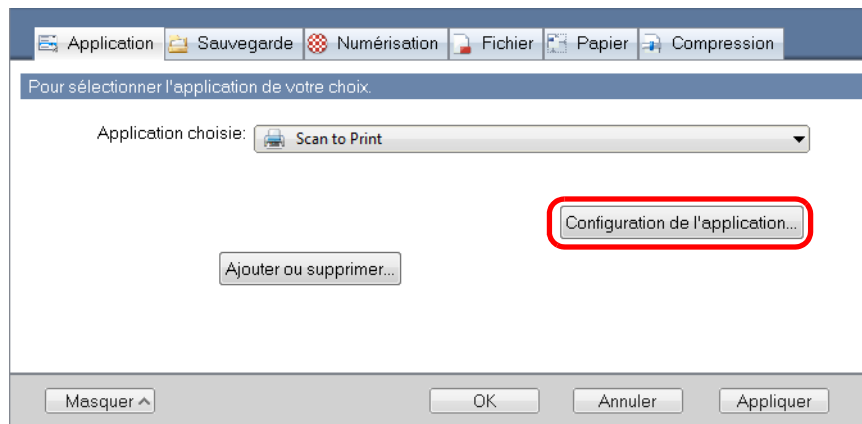 Application Sauvegarde Numérisation Fichier Papier Compression
Pour sélectionner l'application de votre choix.
Application choisie: Scan to Print
Configuration de l'application...
Ajouter ou supprimer...
Masquer OK Annuler Appliquer